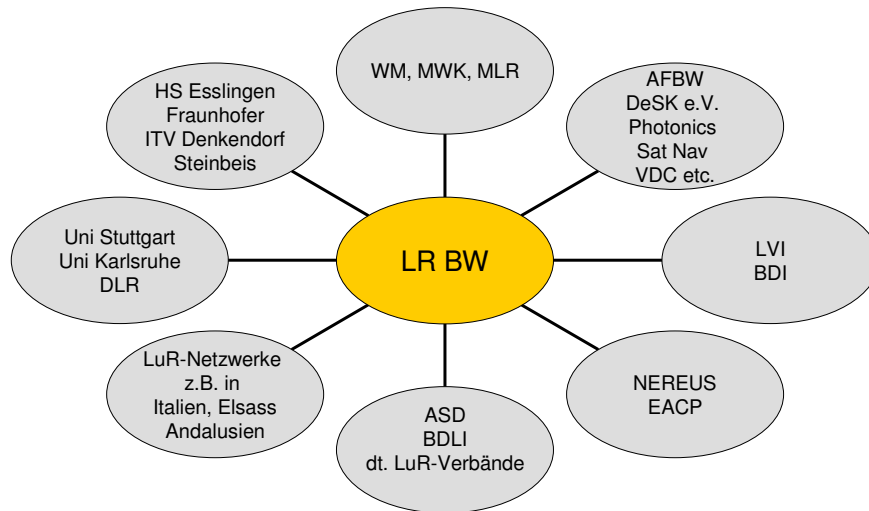 WM, MWK, MLR
HS Esslingen
Fraunhofer
ITV Denkendorf
Steinbeis
AFBW
DeSK e.V.
Photonics
Sat Nav
VDC etc.
Uni Stuttgart
Uni Karlsruhe
DLR
LR BW
LVI
BDI
LuR-Netzwerke
z.B. in
Italien, Elsass
Andalusien
ASD
BDLI
dt. LuR-Verbände
NEREUS
EACP